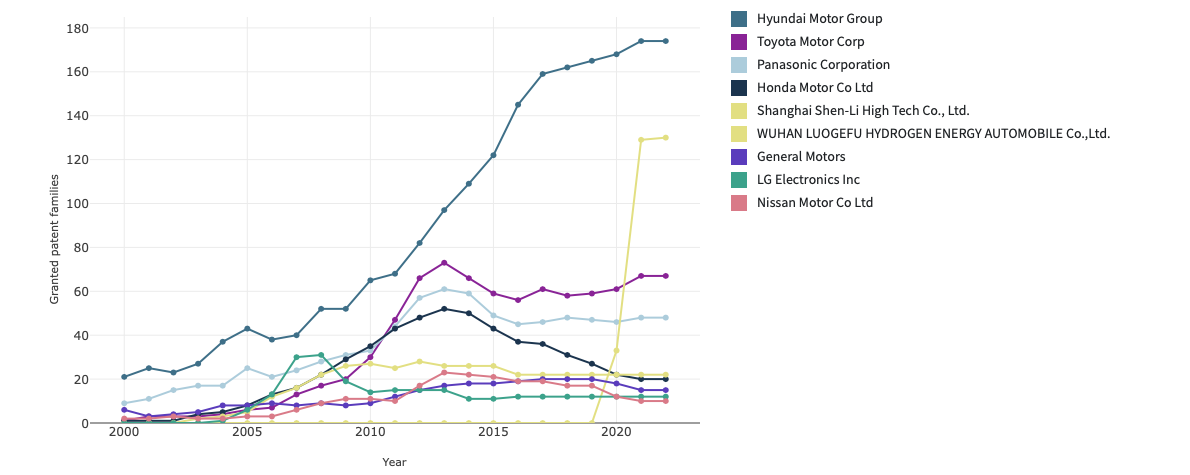 180
160
140
120
100
80
60
40
20
0
Granted patent families
2000 2005 2010 2015 2020
Year
Hyundai Motor Group
Toyota Motor Corp
Panasonic Corporation
Honda Motor Co Ltd
Shanghai Shen-Li High Tech Co., Ltd.
WUHAN LUOGEFU HYDROGEN ENERGY AUTOMOBILE Co.,Ltd.
General Motors
LG Electronics Inc
Nissan Motor Co Ltd